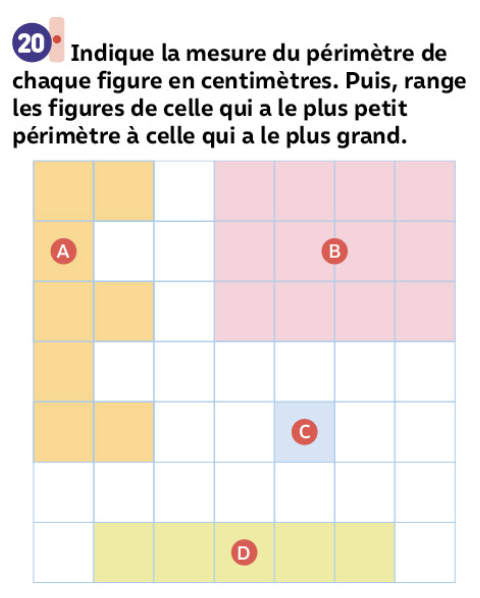 20 Indique la mesure du périmètre de
chaque figure en centimètres. Puis, range
les figures de celle qui a le plus petit
périmètre à celle qui a le plus grand.
A
B
C
D